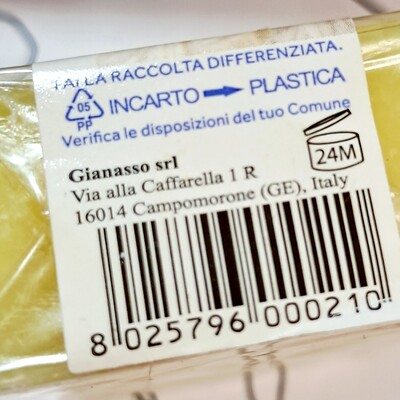 FAI LA RACCOLTA DIFFERENZIATA.
05 INCARTO PLASTICA
PP
Verifica le disposizioni del tuo Comune
24M
Gianasso srl
Via alla Caffarella 1 R
16014 Campomorone (GE), Italy
8 025796 000210